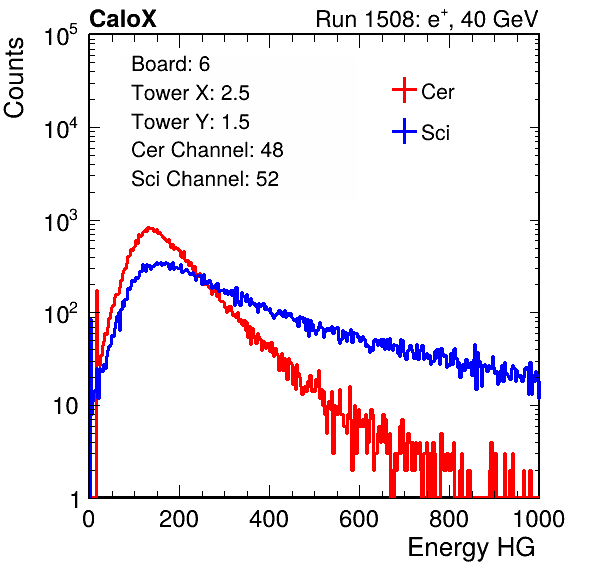 CaloX Run 1508: e⁺, 40 GeV
Counts
Board: 6
Tower X: 2.5
Tower Y: 1.5
Cer Channel: 48
Sci Channel: 52
Cer
Sci
10⁵
10⁴
10³
10²
10
1
0 200 400 600 800 1000
Energy HG